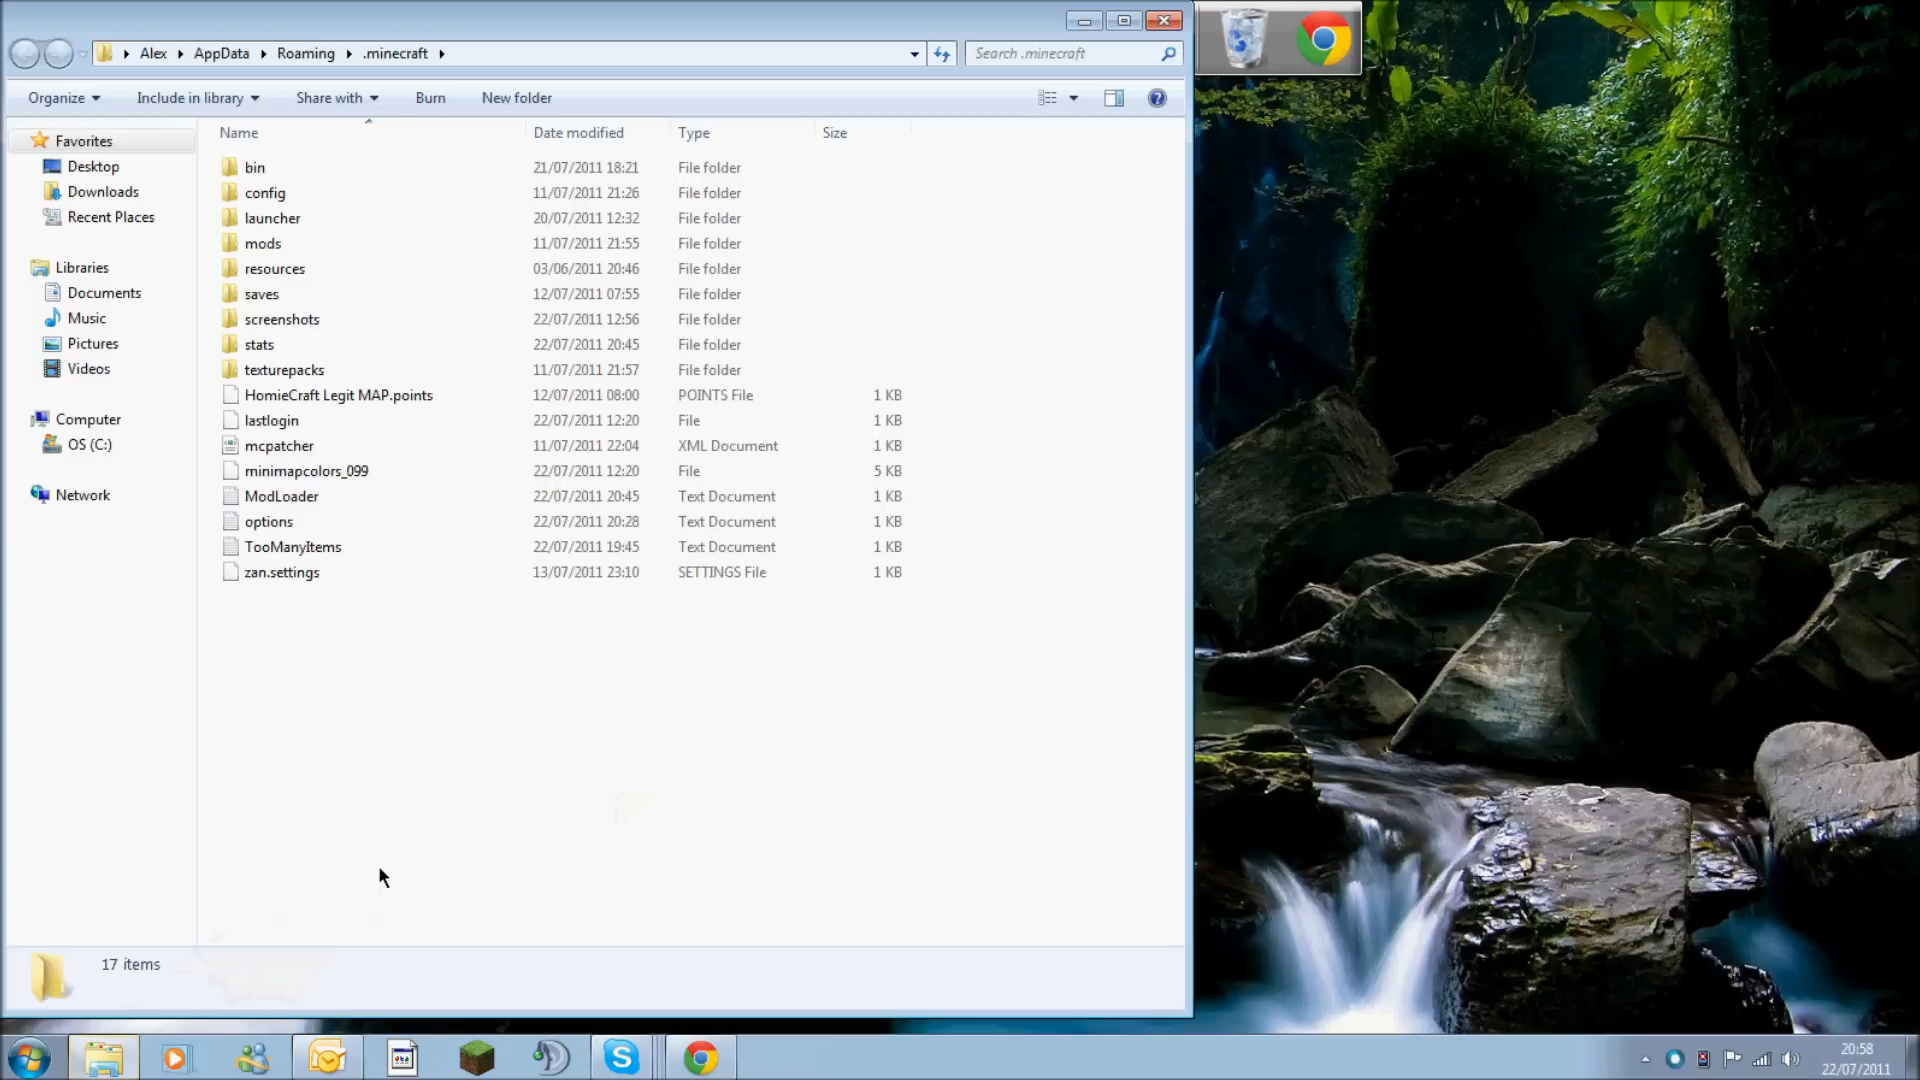 Alex AppData Roaming .minecraft
Search .minecraft
Organize Include in library Share with Burn New folder
Name Date modified Type Size
Favorites
Desktop
Downloads
Recent Places
Libraries
Documents
Music
Pictures
Videos
Computer
OS (C:)
Network
bin 21/07/2011 18:21 File folder
config 11/07/2011 21:26 File folder
launcher 20/07/2011 12:32 File folder
mods 11/07/2011 21:55 File folder
resources 03/06/2011 20:46 File folder
saves 12/07/2011 07:55 File folder
screenshots 22/07/2011 12:56 File folder
stats 22/07/2011 20:45 File folder
texturepacks 11/07/2011 21:57 File folder
HomieCraft Legit MAP.points 12/07/2011 08:00 POINTS File 1 KB
lastlogin 22/07/2011 12:20 File 1 KB
mcpatcher 11/07/2011 22:04 XML Document 1 KB
minimapcolors_099 22/07/2011 12:20 File 5 KB
ModLoader 22/07/2011 20:45 Text Document 1 KB
options 22/07/2011 20:28 Text Document 1 KB
TooManyItems 22/07/2011 19:45 Text Document 1 KB
zan.settings 13/07/2011 23:10 SETTINGS File 1 KB
17 items
20:58
22/07/2011